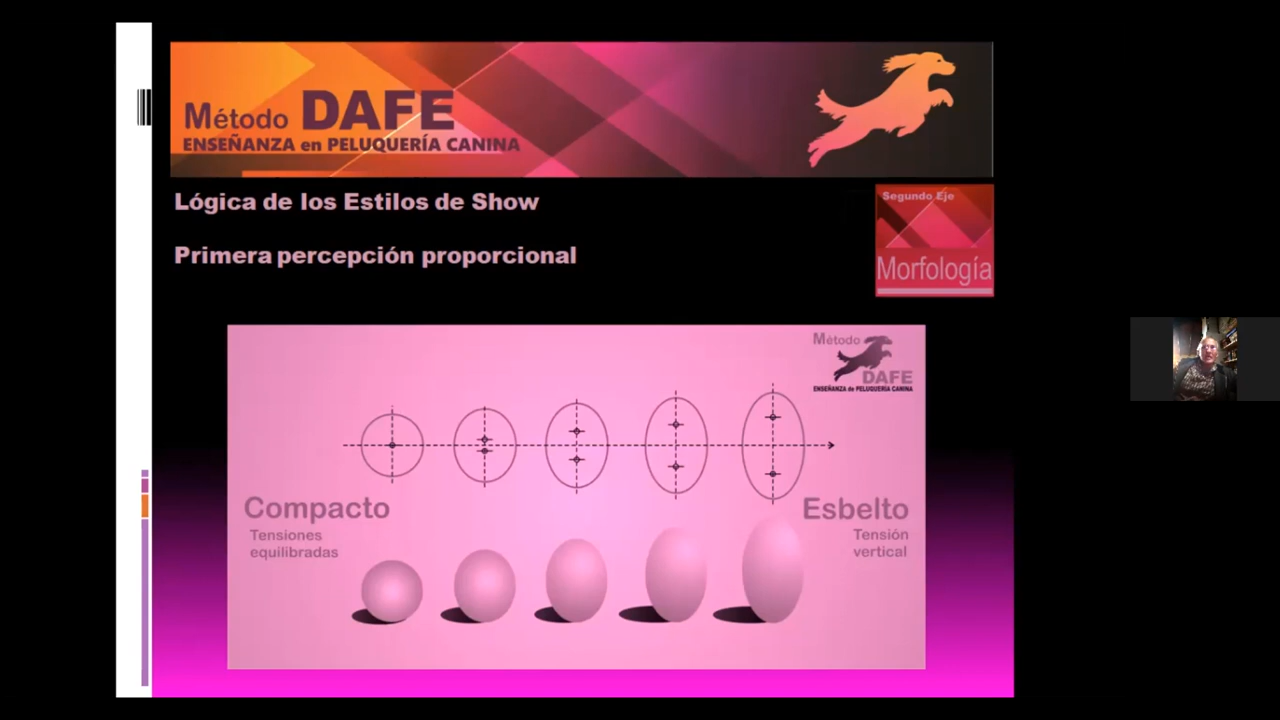 Método DAFE
ENSEÑANZA en PELUQUERÍA CANINA
Lógica de los Estilos de Show
Segundo Eje
Primera percepción proporcional
Morfología
Método
DAFE
ENSEÑANZA de PELUQUERÍA CANINA
Compacto
Tensiones
equilibradas
Esbelto
Tensión
vertical